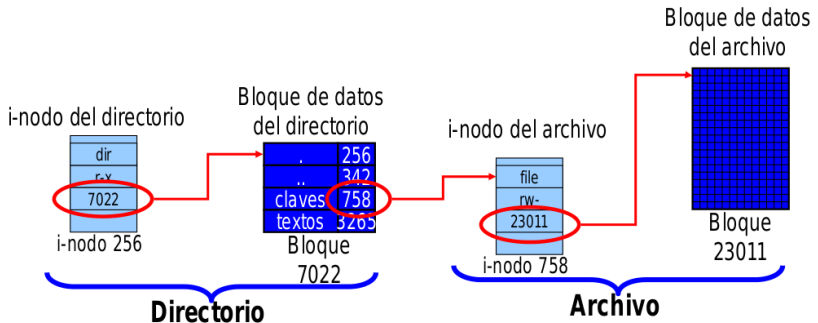 i-nodo del directorio
dir
r-x
7022
i-nodo 256
Bloque de datos
del directorio
. 256
.. 342
claves 758
textos 3265
Bloque
7022
Directorio
i-nodo del archivo
file
rw-
23011
i-nodo 758
Bloque de datos
del archivo
Bloque
23011
Archivo